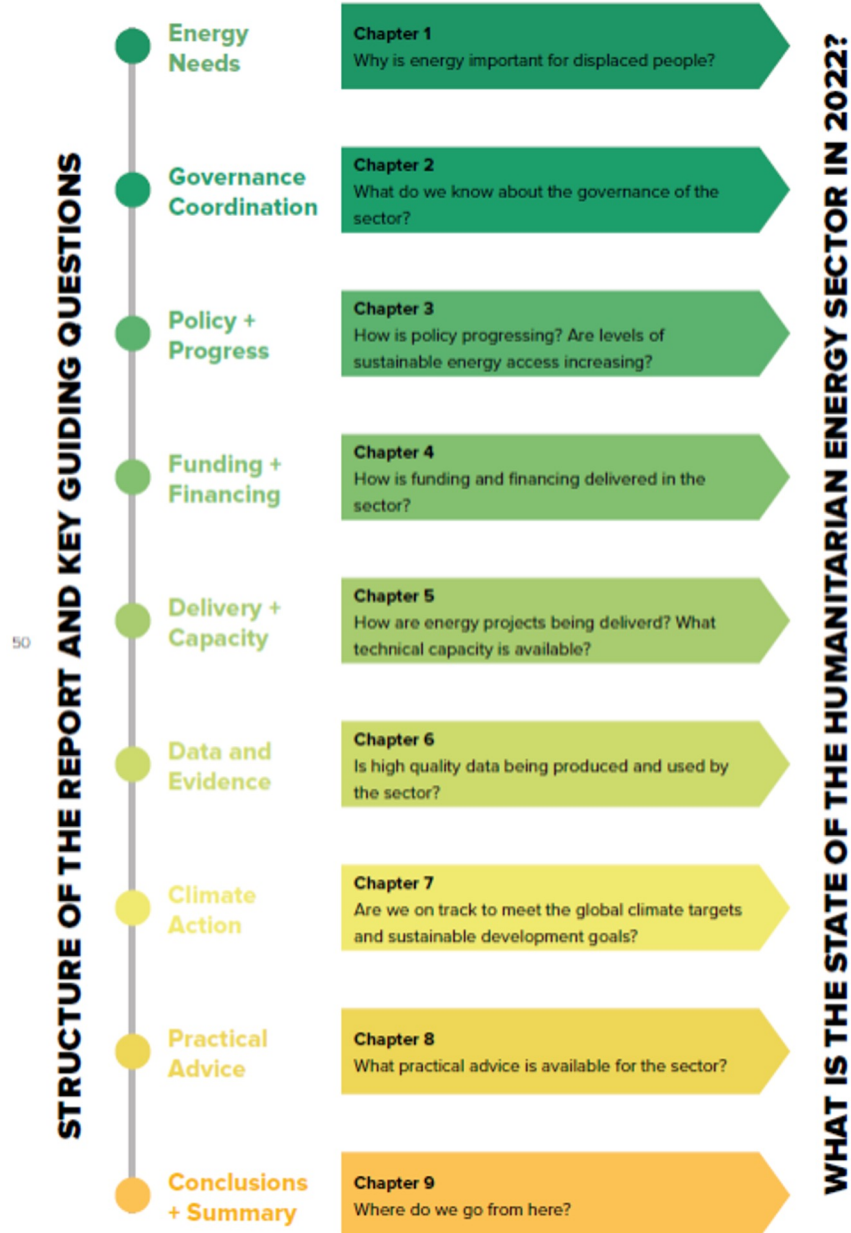 STRUCTURE OF THE REPORT AND KEY GUIDING QUESTIONS
Energy
Needs
Chapter 1
Why is energy important for displaced people?
Governance
Coordination
Chapter 2
What do we know about the governance of the
sector?
Policy +
Progress
Chapter 3
How is policy progressing? Are levels of
sustainable energy access increasing?
Funding +
Financing
Chapter 4
How is funding and financing delivered in the
sector?
Delivery +
Capacity
Chapter 5
How are energy projects being deliverd? What
technical capacity is available?
50
Data and
Evidence
Chapter 6
Is high quality data being produced and used by
the sector?
Climate
Action
Chapter 7
Are we on track to meet the global climate targets
and sustainable development goals?
Practical
Advice
Chapter 8
What practical advice is available for the sector?
Conclusions
+ Summary
Chapter 9
Where do we go from here?
WHAT IS THE STATE OF THE HUMANITARIAN ENERGY SECTOR IN 2022?